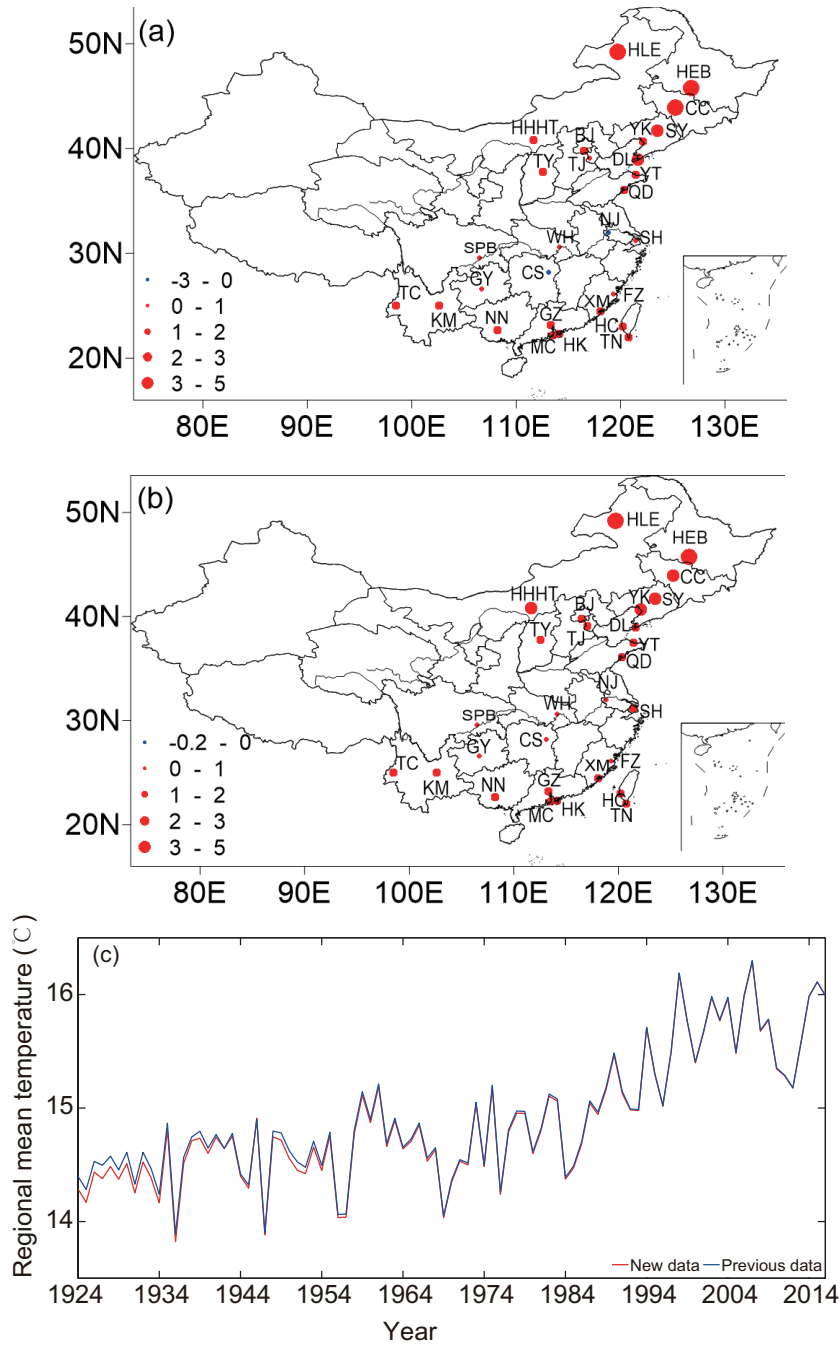 (a)
50N
40N
30N
20N
HLE
HEB
CC
HHHT
BJ
YK
SY
TY
TJ
DL
YT
QD
NJ
WH
SH
SPB
GY
CS
TC
KM
NN
GZ
XM
FZ
HC
MC
HK
TN
-3 - 0
0 - 1
1 - 2
2 - 3
3 - 5
80E 90E 100E 110E 120E 130E
(b)
50N
40N
30N
20N
HLE
HEB
CC
HHHT
BJ
YK
SY
TY
TJ
DL
YT
QD
NJ
WH
SH
SPB
GY
CS
TC
KM
NN
GZ
XM
FZ
HC
MC
HK
TN
-0.2 - 0
0 - 1
1 - 2
2 - 3
3 - 5
80E 90E 100E 110E 120E 130E
(c)
Regional mean temperature (℃)
16
15
14
New data Previous data
1924 1934 1944 1954 1964 1974 1984 1994 2004 2014
Year